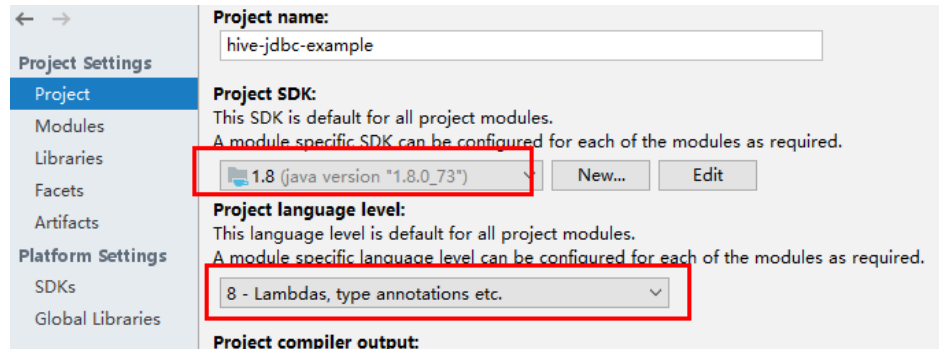 Project Settings
Project
Modules
Libraries
Facets
Artifacts
Platform Settings
SDKs
Global Libraries
Project name:
hive-jdbc-example
Project SDK:
This SDK is default for all project modules.
A module specific SDK can be configured for each of the modules as required.
1.8 (java version "1.8.0_73")
New...
Edit
Project language level:
This language level is default for all project modules.
A module specific language level can be configured for each of the modules as required.
8 - Lambdas, type annotations etc.
Project compiler output: